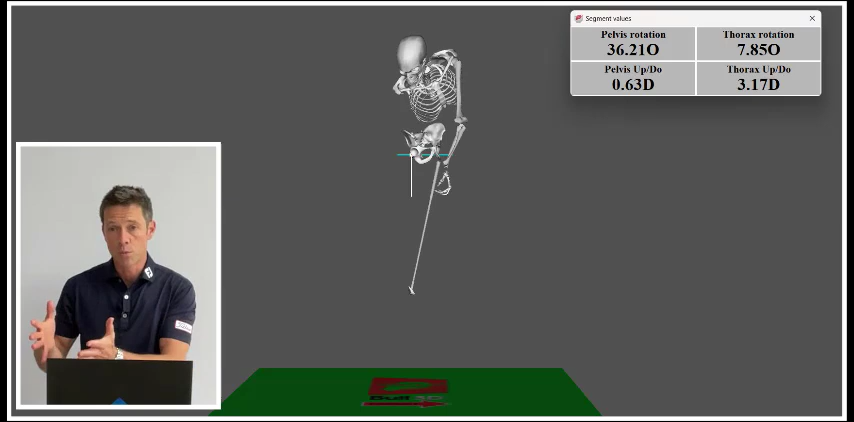 Segment values
Pelvis rotation
36.21O
Thorax rotation
7.85O
Pelvis Up/Do
0.63D
Thorax Up/Do
3.17D
3D